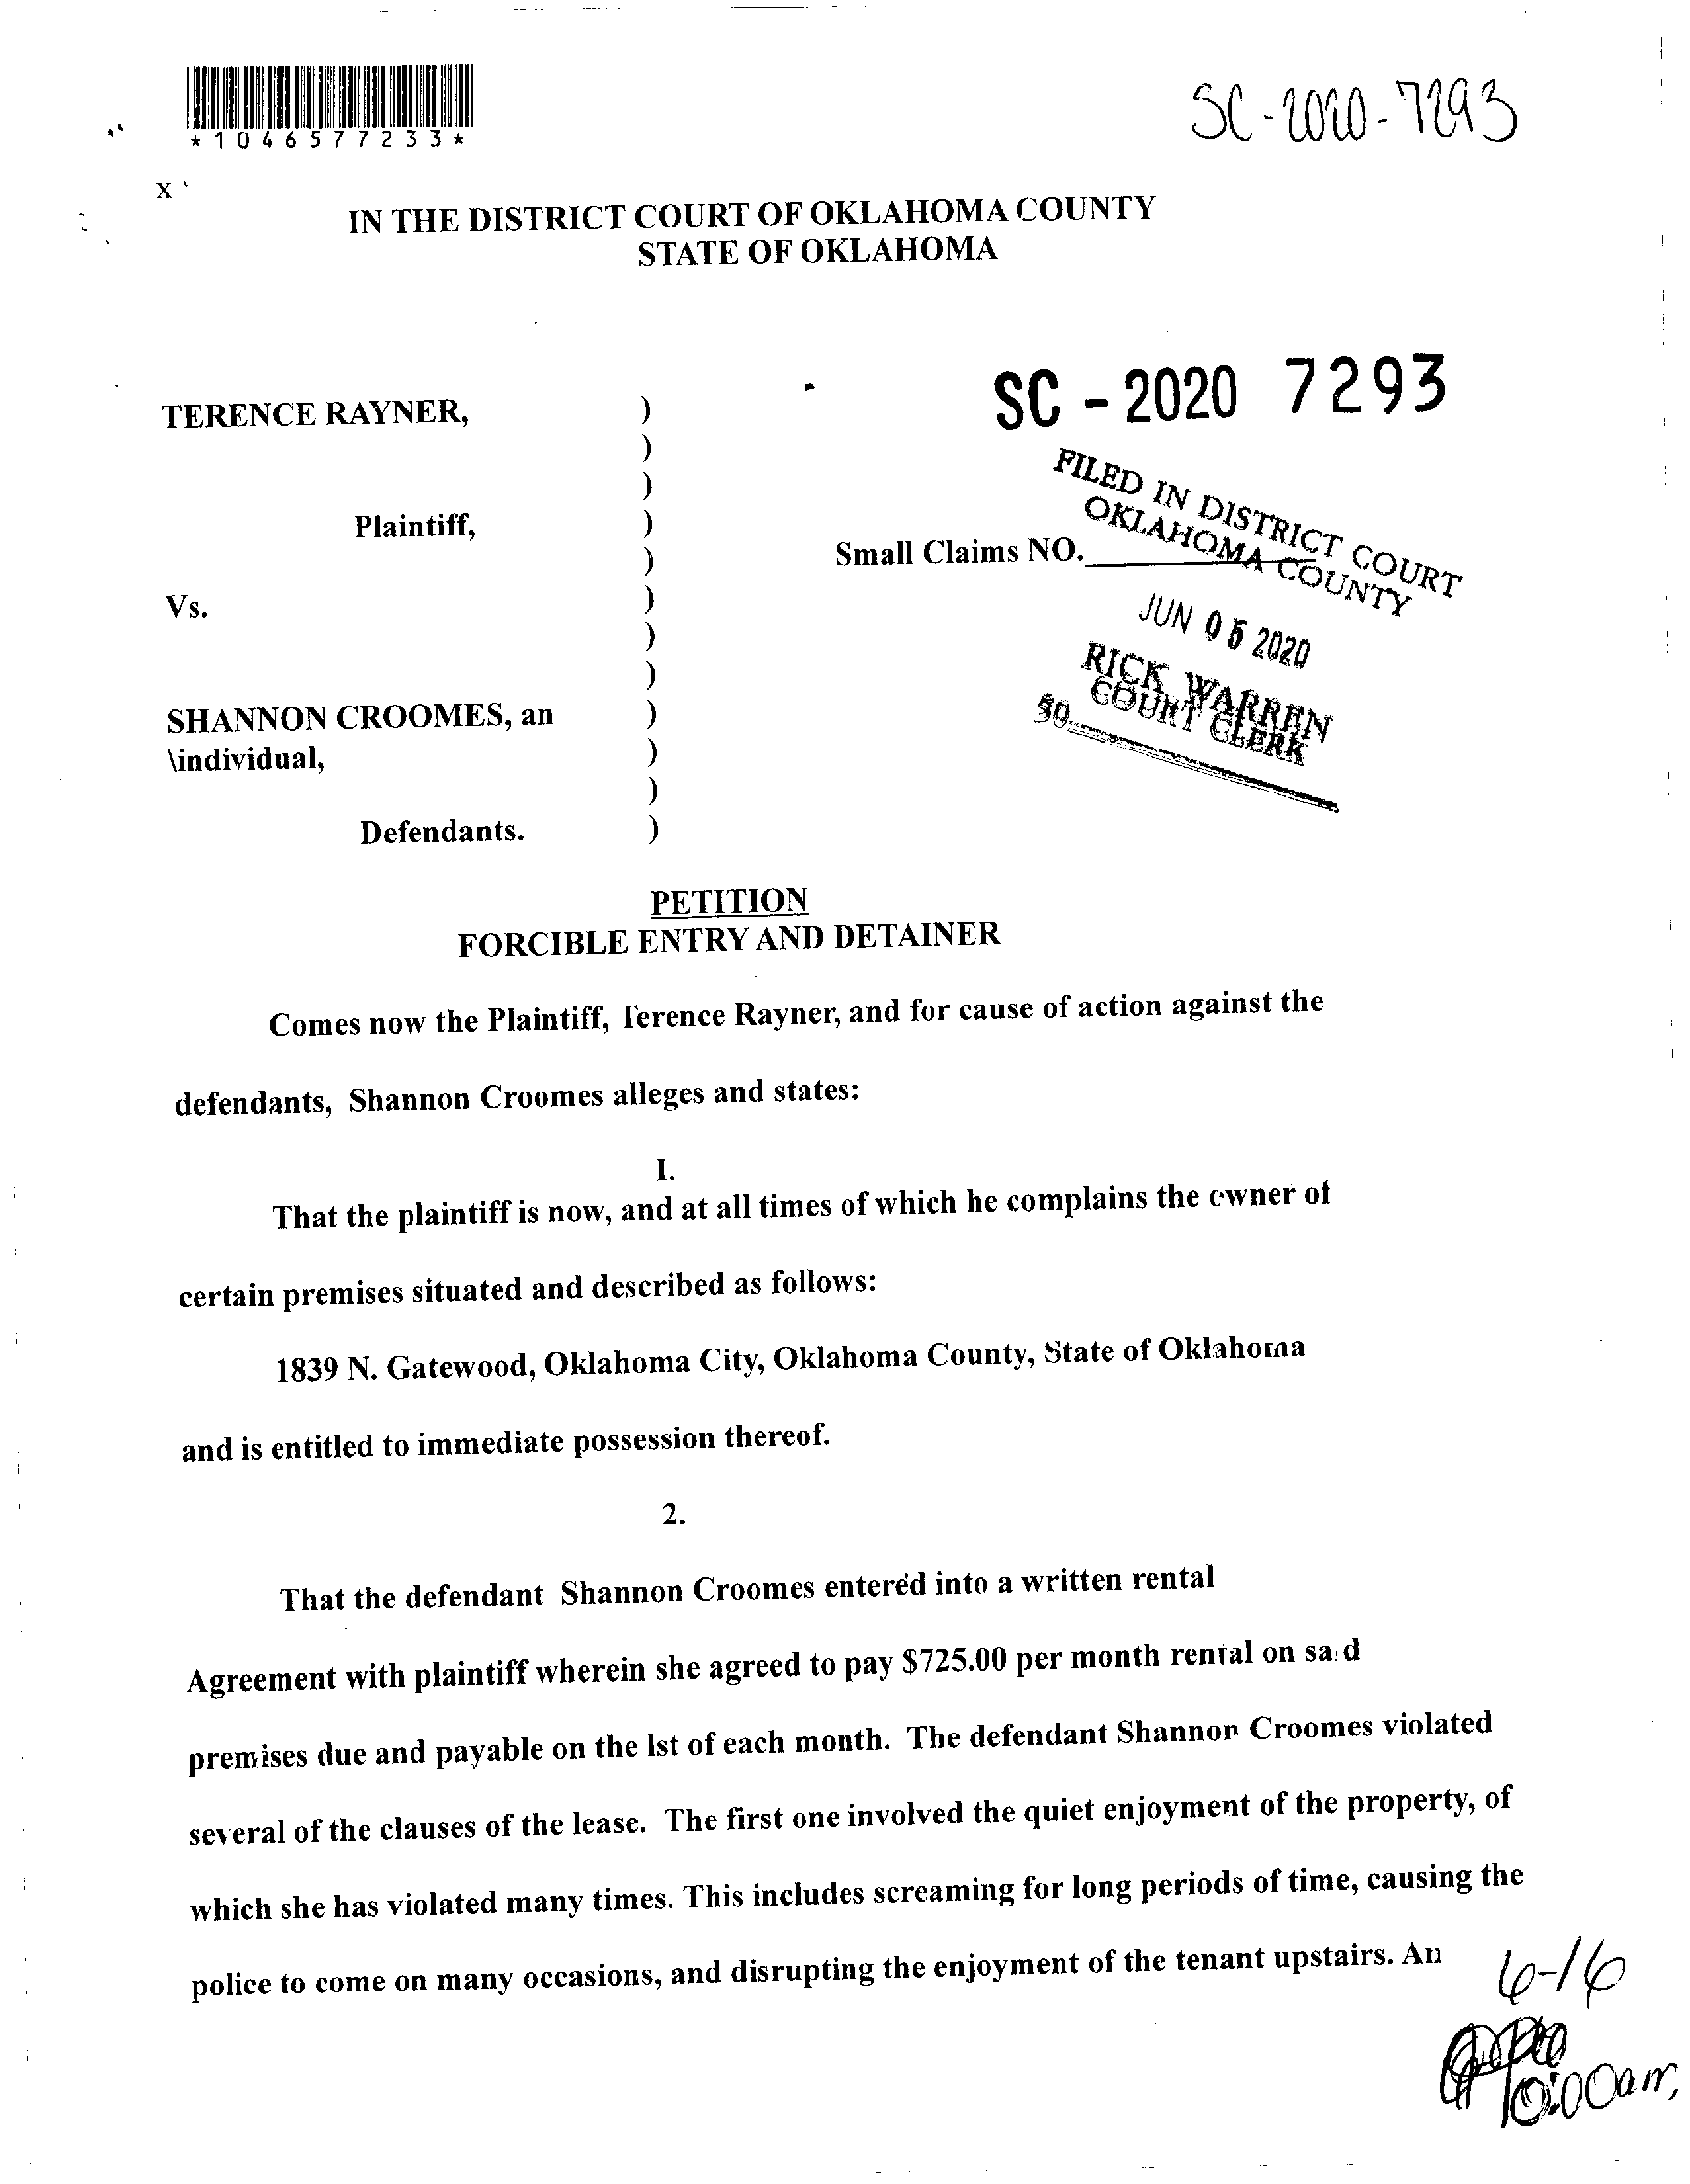 *1046577233*
SC-2020-7293
X
IN THE DISTRICT COURT OF OKLAHOMA COUNTY
STATE OF OKLAHOMA
SC - 2020 7293
TERENCE RAYNER, )
)
)
Plaintiff, )
) Small Claims NO.
Vs. )
)
)
SHANNON CROOMES, an )
\individual, )
)
Defendants. )
FILED IN DISTRICT COURT
OKLAHOMA COUNTY
JUN 05 2020
RICK WARREN
COURT CLERK
PETITION
FORCIBLE ENTRY AND DETAINER
Comes now the Plaintiff, Terence Rayner, and for cause of action against the
defendants, Shannon Croomes alleges and states:
I.
That the plaintiff is now, and at all times of which he complains the owner of
certain premises situated and described as follows:
1839 N. Gatewood, Oklahoma City, Oklahoma County, State of Oklahoma
and is entitled to immediate possession thereof.
2.
That the defendant Shannon Croomes entered into a written rental
Agreement with plaintiff wherein she agreed to pay $725.00 per month rental on said
premises due and payable on the lst of each month. The defendant Shannon Croomes violated
several of the clauses of the lease. The first one involved the quiet enjoyment of the property, of
which she has violated many times. This includes screaming for long periods of time, causing the
police to come on many occasions, and disrupting the enjoyment of the tenant upstairs. An
6-16
10:00am,